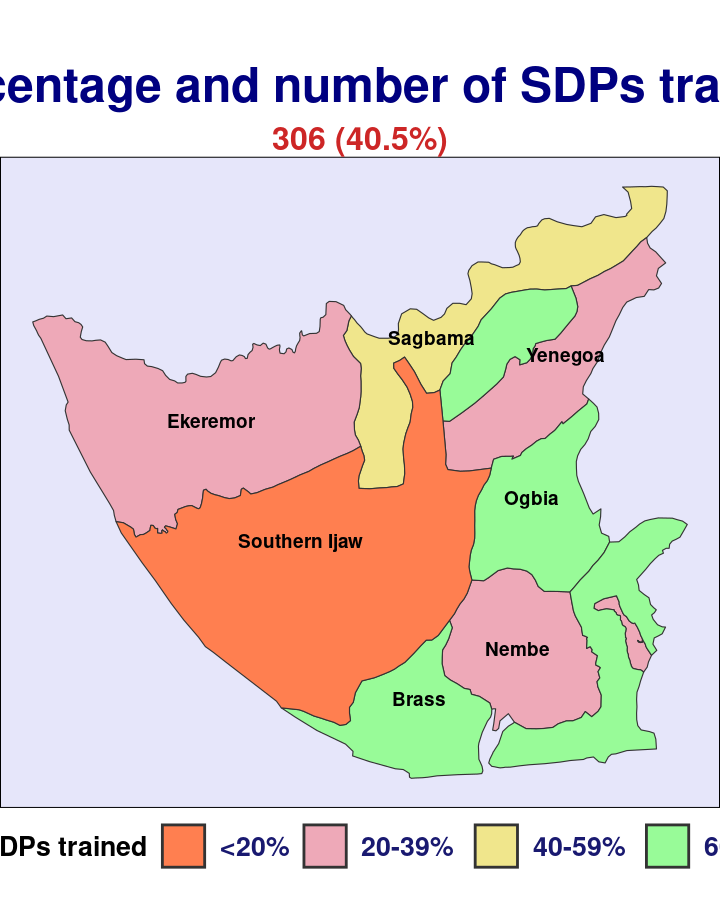 centage and number of SDPs tra
306 (40.5%)
Sagbama
Yenegoa
Ekeremor
Ogbia
Southern Ijaw
Nembe
Brass
DPs trained <20% 20-39% 40-59% 6